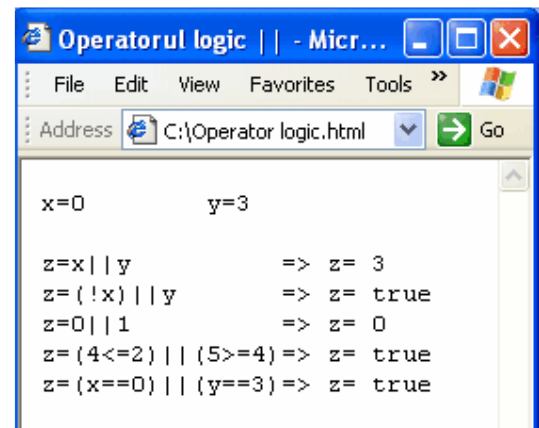 Operatorul logic || - Micr...
File Edit View Favorites Tools »
Address C:\Operator logic.html Go
x=0 y=3
z=x||y => z= 3
z=(!x)||y => z= true
z=0||1 => z= 0
z=(4<=2)||(5>=4)=> z= true
z=(x==0)||(y==3)=> z= true